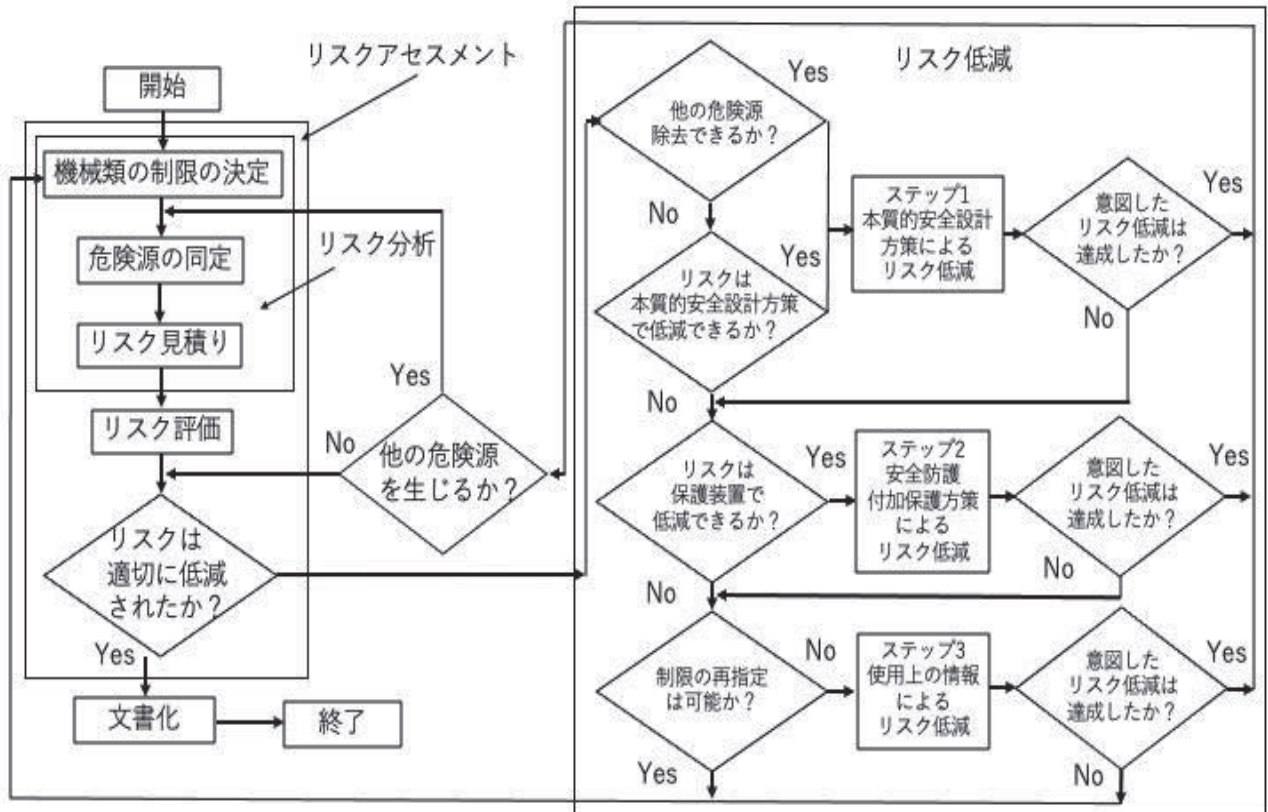 リスクアセスメント
開始
機械類の制限の決定
危険源の同定
リスク分析
リスク見積り
リスク評価
Yes
No
他の危険源
を生じるか？
リスクは
適切に低減
されたか？
Yes
文書化
終了
リスク低減
他の危険源
除去できるか？
Yes
No
リスクは
本質的安全設計方策
で低減できるか？
Yes
ステップ1
本質的安全設計
方策による
リスク低減
意図した
リスク低減は
達成したか？
Yes
No
No
リスクは
保護装置で
低減できるか？
Yes
ステップ2
安全防護
付加保護方策
による
リスク低減
意図した
リスク低減は
達成したか？
Yes
No
No
制限の再指定
は可能か？
No
ステップ3
使用上の情報
による
リスク低減
意図した
リスク低減は
達成したか？
Yes
Yes
No